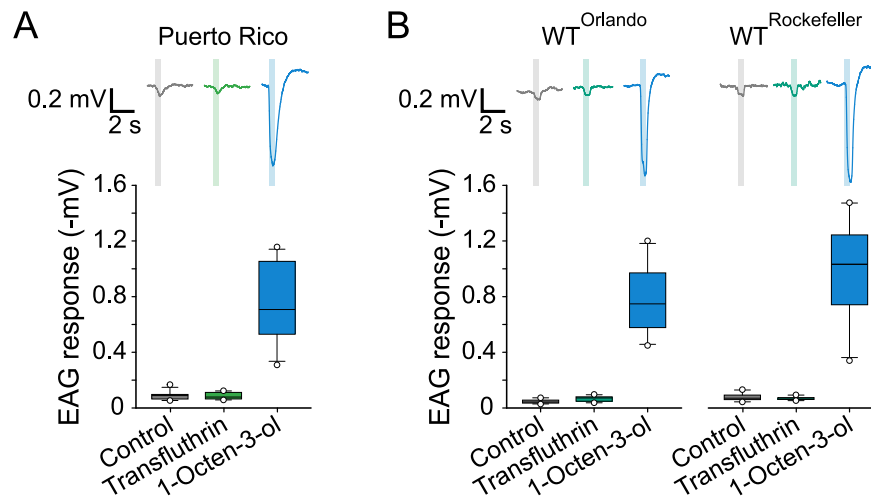 A
B
Puerto Rico
WT Orlando
WT Rockefeller
0.2 mV
2 s
0.2 mV
2 s
EAG response (-mV)
1.6
1.2
0.8
0.4
0
Control
Transfluthrin
1-Octen-3-ol
EAG response (-mV)
1.6
1.2
0.8
0.4
0
Control
Transfluthrin
1-Octen-3-ol
Control
Transfluthrin
1-Octen-3-ol